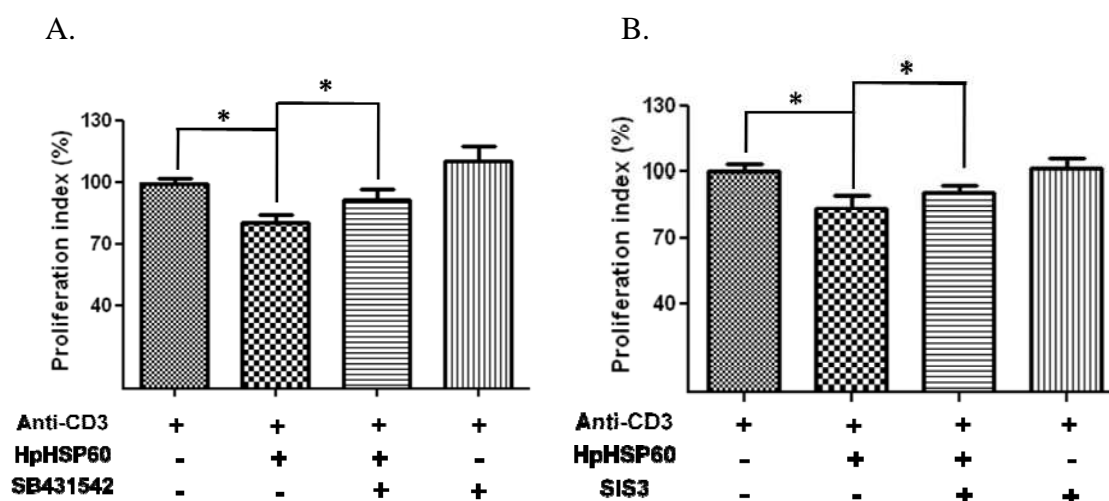 A.
B.
*
*
*
*
Proliferation index (%)
130
100
70
40
Proliferation index (%)
130
100
70
40
Anti-CD3 + + + +
HpHSP60 - + + -
SB431542 - - + +
Anti-CD3 + + + +
HpHSP60 - + + -
SIS3 - - + +